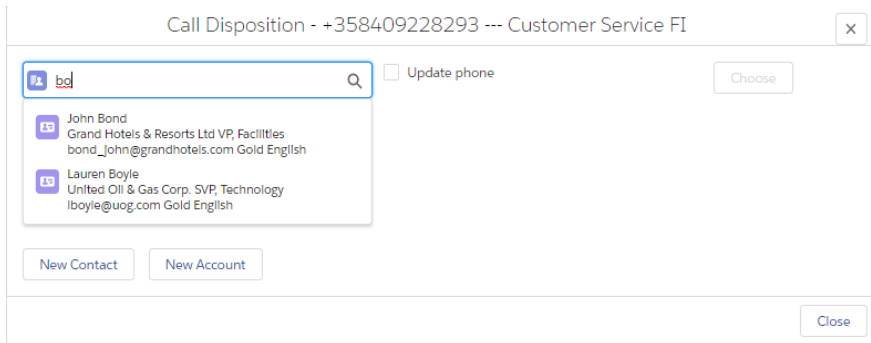 Call Disposition - +358409228293 --- Customer Service FI
bo
Update phone
Choose
John Bond
Grand Hotels & Resorts Ltd VP, Facilities
bond_john@grandhotels.com Gold English
Lauren Boyle
United Oil & Gas Corp. SVP, Technology
lboyle@uog.com Gold English
New Contact
New Account
Close